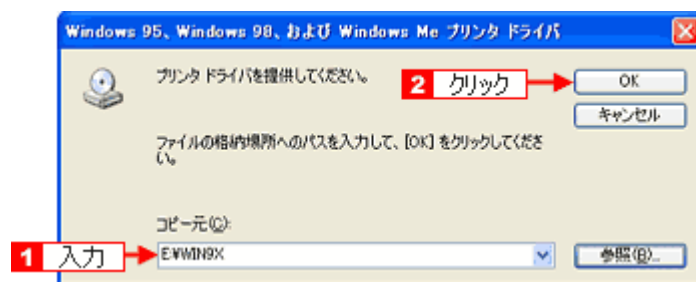 Windows 95、Windows 98、および Windows Me プリンタ ドライバ
プリンタ ドライバを提供してください。
2 クリック
OK
キャンセル
ファイルの格納場所へのパスを入力して、[OK] をクリックしてくださ
い。
コピー元(C):
1 入力
E:¥WIN9X
参照(B)...